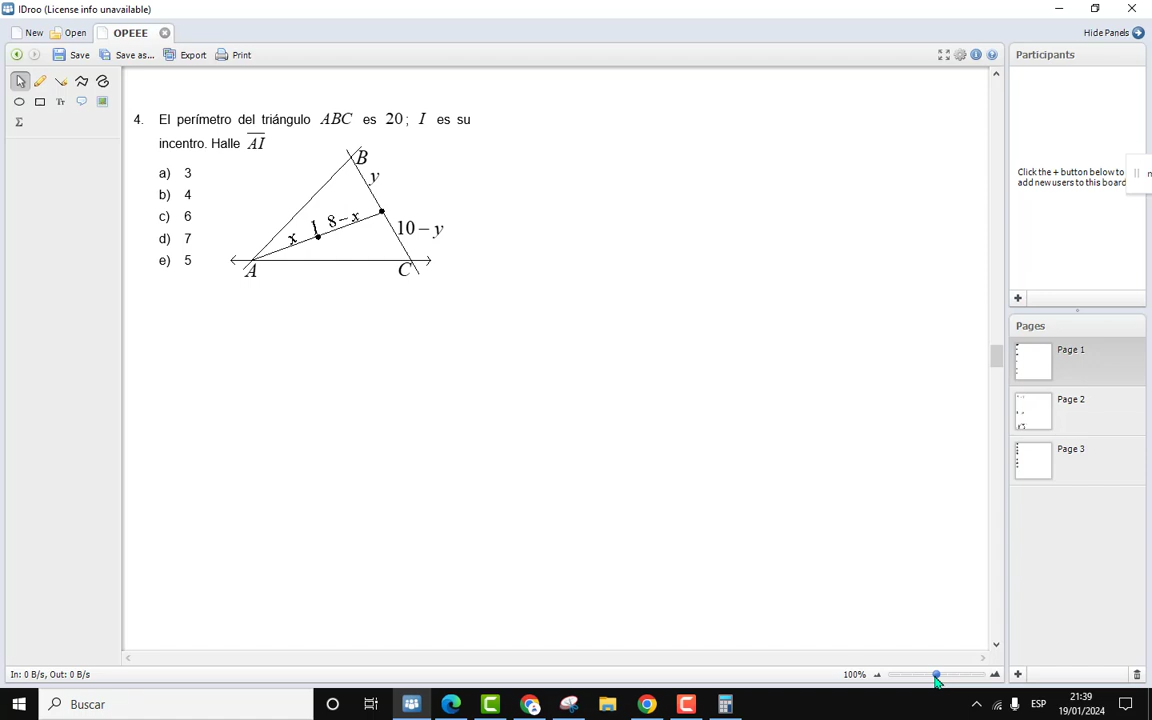 IDroo (License info unavailable)
New Open OPEEE Hide Panels
Save Save as... Export Print
Participants
Click the + button below to
add new users to this board
Tr
Σ
4. El perímetro del triángulo ABC es 20; I es su
incentro. Halle AI
a) 3
b) 4
c) 6
d) 7
e) 5
B
y
I 8 − x
x
10 − y
A
C
Pages
Page 1
Page 2
Page 3
In: 0 B/s, Out: 0 B/s
100%
Buscar
ESP
21:39
19/01/2024